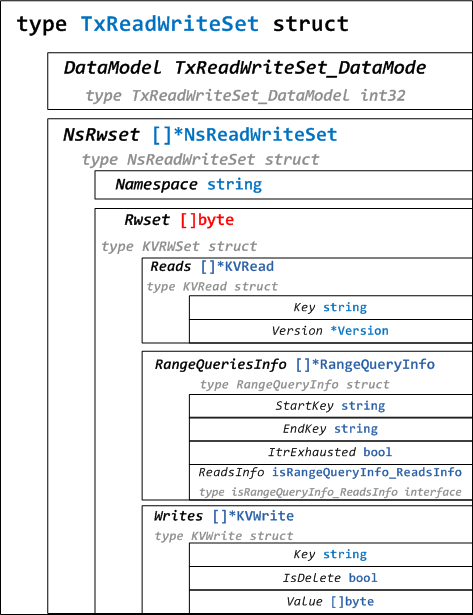 type TxReadWriteSet struct
DataModel TxReadWriteSet_DataMode
type TxReadWriteSet_DataModel int32
NsRwset []*NsReadWriteSet
type NsReadWriteSet struct
Namespace string
Rwset []byte
type KVRWSet struct
Reads []*KVRead
type KVRead struct
Key string
Version *Version
RangeQueriesInfo []*RangeQueryInfo
type RangeQueryInfo struct
StartKey string
EndKey string
ItrExhausted bool
ReadsInfo isRangeQueryInfo_ReadsInfo
type isRangeQueryInfo_ReadsInfo interface
Writes []*KVWrite
type KVWrite struct
Key string
IsDelete bool
Value []byte